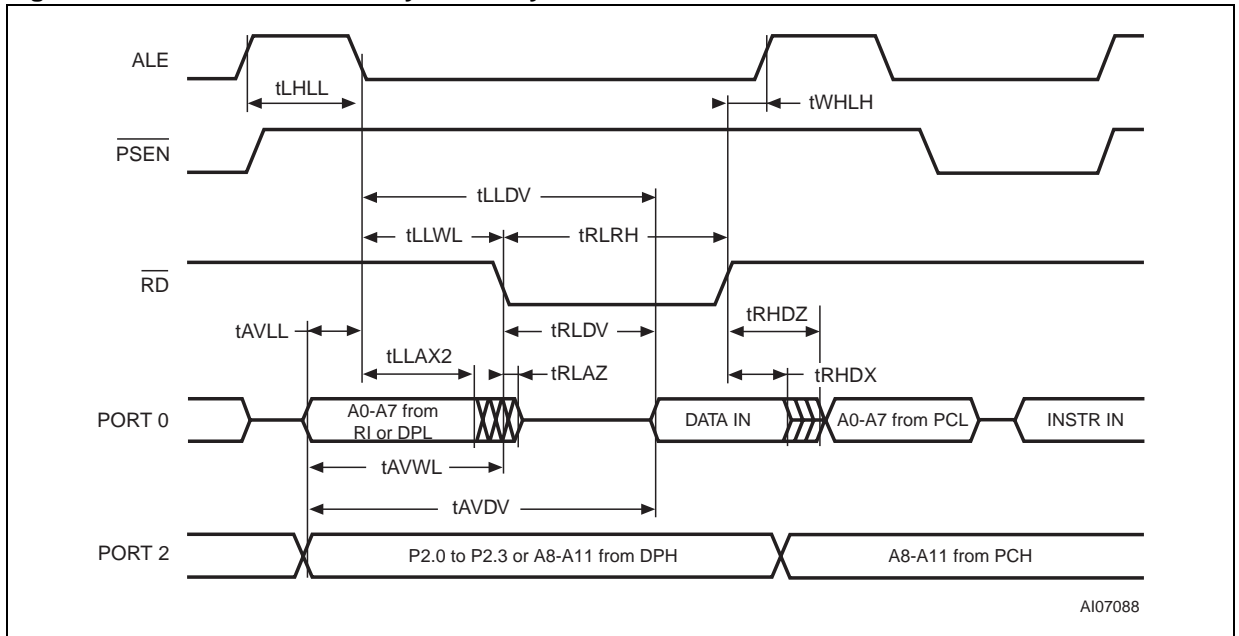 ALE
tLHLL
tWHLH
PSEN
tLLDV
tLLWL
tRLRH
RD
tAVLL
tRLDV
tRHDZ
tLLAX2
tRLAZ
tRHDX
PORT 0
A0-A7 from
RI or DPL
DATA IN
A0-A7 from PCL
INSTR IN
tAVWL
tAVDV
PORT 2
P2.0 to P2.3 or A8-A11 from DPH
A8-A11 from PCH
AI07088